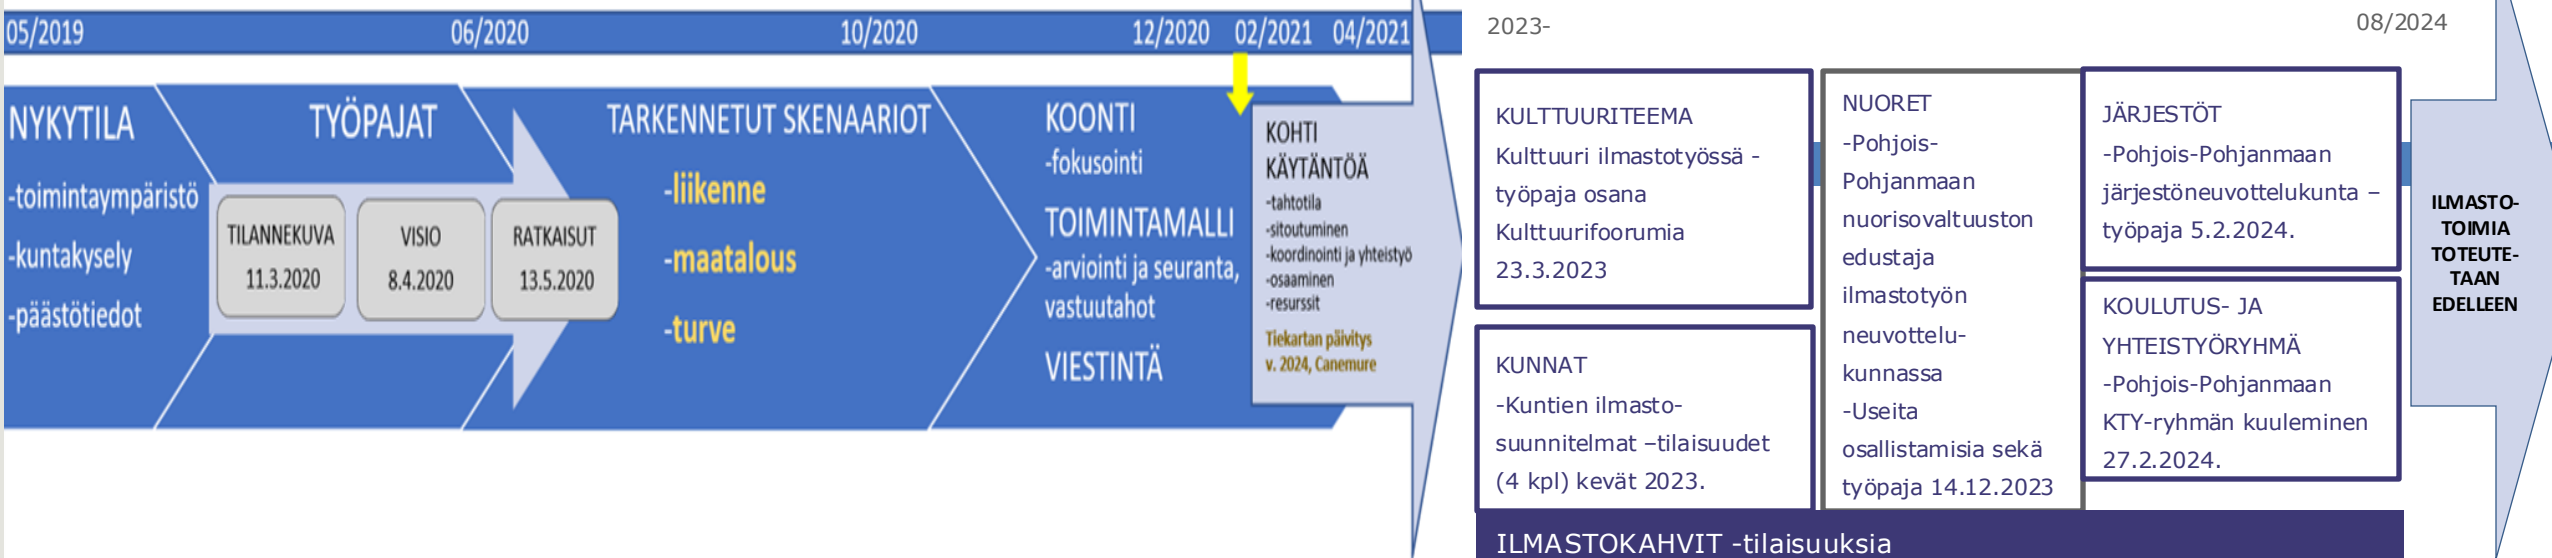 05/2019
06/2020
10/2020
12/2020
02/2021
04/2021
NYKYTILA
-toimintaympäristö
-kuntakysely
-päästötiedot
TYÖPAJAT
TILANNEKUVA
11.3.2020
VISIO
8.4.2020
RATKAISUT
13.5.2020
TARKENNETUT SKENAARIOT
-liikenne
-maatalous
-turve
KOONTI
-fokusointi
TOIMINTAMALLI
-arviointi ja seuranta,
vastuutahot
VIESTINTÄ
KOHTI
KÄYTÄNTÖÄ
-tahtotila
-sitoutuminen
-koordinointi ja yhteistyö
-osaaminen
-resurssit
Tiekartan päivitys
v. 2024, Canemure
2023-
08/2024
KULTTUURITEEMA
Kulttuuri ilmastotyössä -
työpaja osana
Kulttuurifoorumia
23.3.2023
KUNNAT
-Kuntien ilmasto-
suunnitelmat –tilaisuudet
(4 kpl) kevät 2023.
NUORET
-Pohjois-
Pohjanmaan
nuorisovaltuuston
edustaja
ilmastotyön
neuvottelu-
kunnassa
-Useita
osallistamisia sekä
työpaja 14.12.2023
JÄRJESTÖT
-Pohjois-Pohjanmaan
järjestöneuvottelukunta –
työpaja 5.2.2024.
KOULUTUS- JA
YHTEISTYÖRYHMÄ
-Pohjois-Pohjanmaan
KTY-ryhmän kuuleminen
27.2.2024.
ILMASTOKAHVIT -tilaisuuksia
ILMASTO-
TOIMIA
TOTEUTE-
TAAN
EDELLEEN